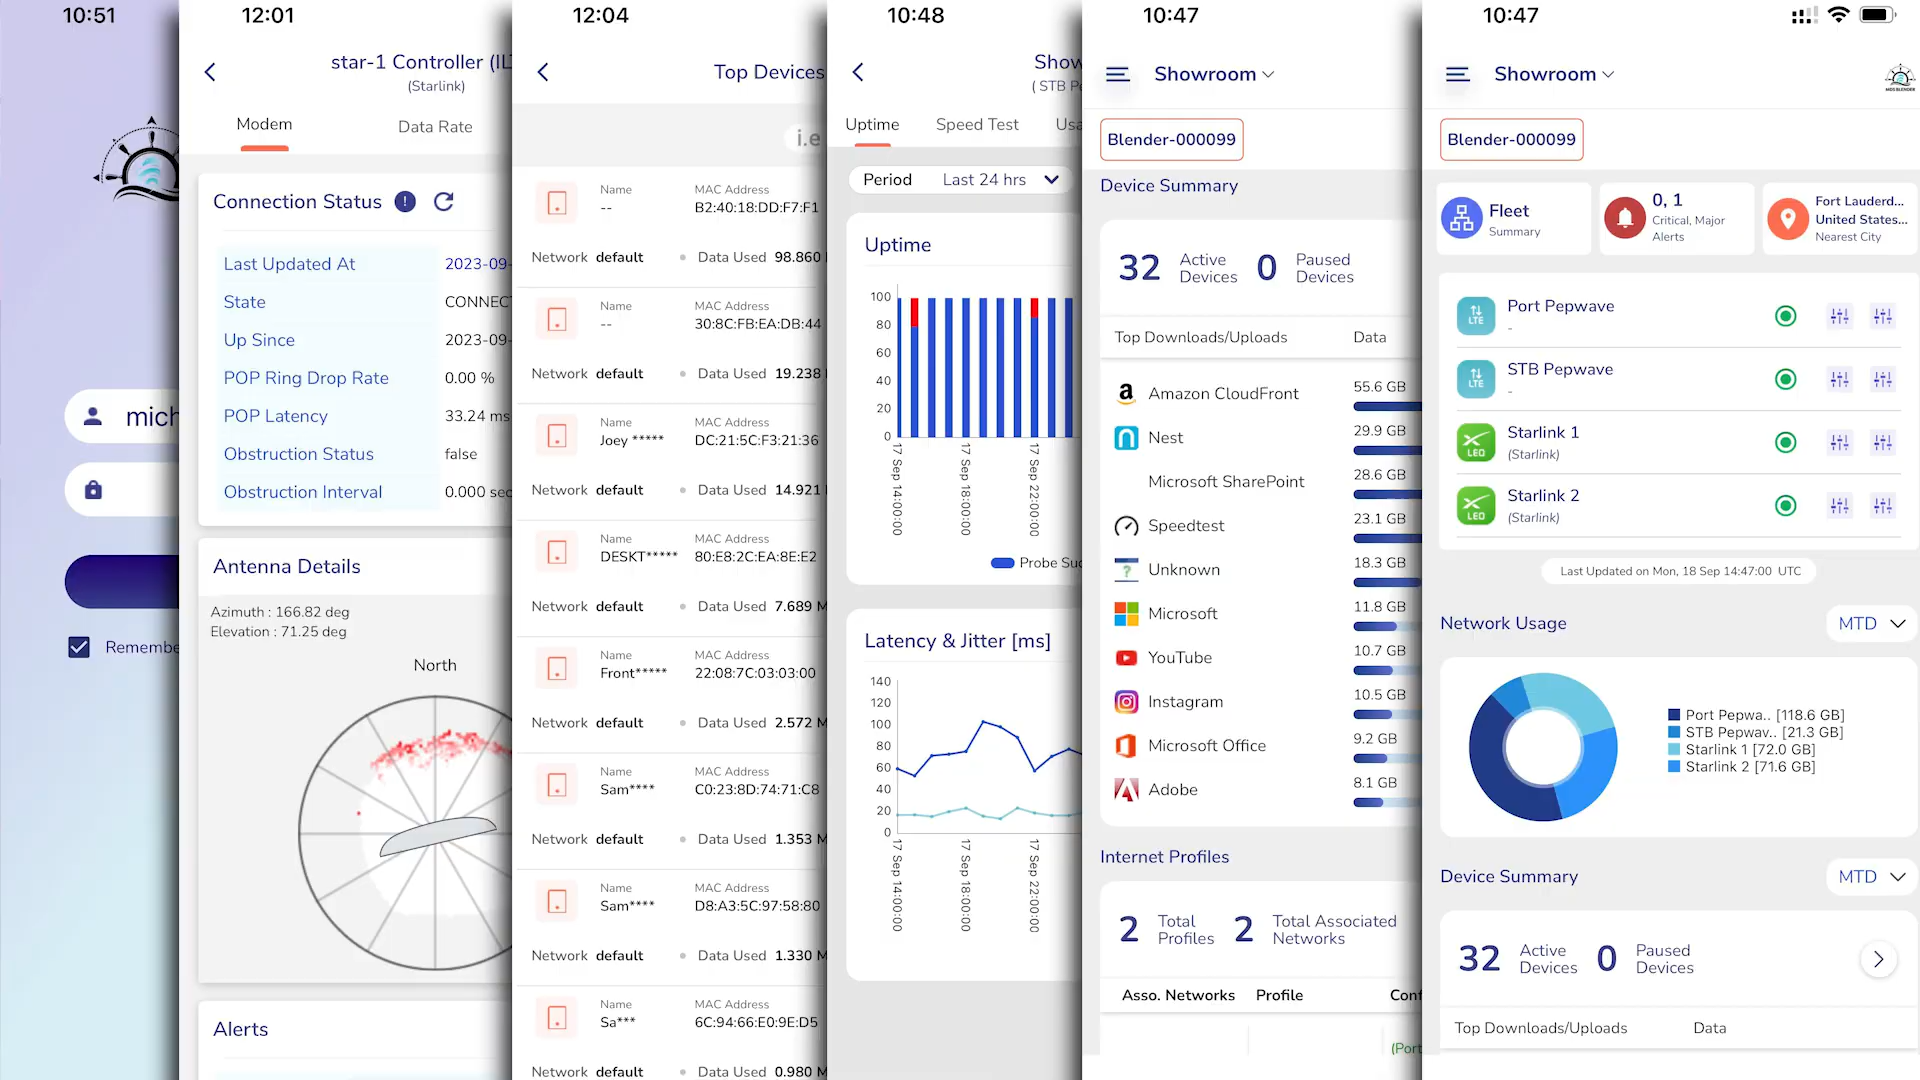 10:51
mich
Remembe
12:01
star-1 Controller (IL
(Starlink)
Modem
Data Rate
Connection Status
Last Updated At 2023-09-
State CONNECT
Up Since 2023-09-
POP Ring Drop Rate 0.00 %
POP Latency 33.24 ms
Obstruction Status false
Obstruction Interval 0.000 sec
Antenna Details
Azimuth : 166.82 deg
Elevation : 71.25 deg
North
Alerts
12:04
Top Devices
i.e
Name MAC Address
-- B2:40:18:DD:F7:F1
Network default Data Used 98.860
Name MAC Address
-- 30:8C:FB:EA:DB:44
Network default Data Used 19.238
Name MAC Address
Joey ***** DC:21:5C:F3:21:36
Network default Data Used 14.921
Name MAC Address
DESKT***** 80:E8:2C:EA:8E:E2
Network default Data Used 7.689 M
Name MAC Address
Front***** 22:08:7C:03:03:00
Network default Data Used 2.572 M
Name MAC Address
Sam**** C0:23:8D:74:71:C8
Network default Data Used 1.353 M
Name MAC Address
Sam**** D8:A3:5C:97:58:80
Network default Data Used 1.330 M
Name MAC Address
Sa*** 6C:94:66:E0:9E:D5
Network default Data Used 0.980 M
10:48
Show
( STB Pe
Uptime
Speed Test
Usa
Period Last 24 hrs
Uptime
100
80
60
40
20
0
17 Sep 14:00:00
17 Sep 18:00:00
17 Sep 22:00:00
Probe Suc
Latency & Jitter [ms]
140
120
100
80
60
40
20
0
17 Sep 14:00:00
17 Sep 18:00:00
17 Sep 22:00:00
10:47
Showroom
Blender-000099
Device Summary
32 Active Devices 0 Paused Devices
Top Downloads/Uploads Data
Amazon CloudFront 55.6 GB
Nest 29.9 GB
Microsoft SharePoint 28.6 GB
Speedtest 23.1 GB
Unknown 18.3 GB
Microsoft 11.8 GB
YouTube 10.7 GB
Instagram 10.5 GB
Microsoft Office 9.2 GB
Adobe 8.1 GB
Internet Profiles
2 Total Profiles 2 Total Associated Networks
Asso. Networks Profile Conf
(Port
10:47
Showroom
MDS BLENDER
Blender-000099
Fleet
Summary
0, 1
Critical, Major
Alerts
Fort Lauderd...
United States...
Nearest City
LTE
Port Pepwave
-
LTE
STB Pepwave
-
LEO
Starlink 1
(Starlink)
LEO
Starlink 2
(Starlink)
Last Updated on Mon, 18 Sep 14:47:00 UTC
Network Usage MTD
Port Pepwa.. [118.6 GB]
STB Pepwav.. [21.3 GB]
Starlink 1 [72.0 GB]
Starlink 2 [71.6 GB]
Device Summary MTD
32 Active Devices 0 Paused Devices
Top Downloads/Uploads Data